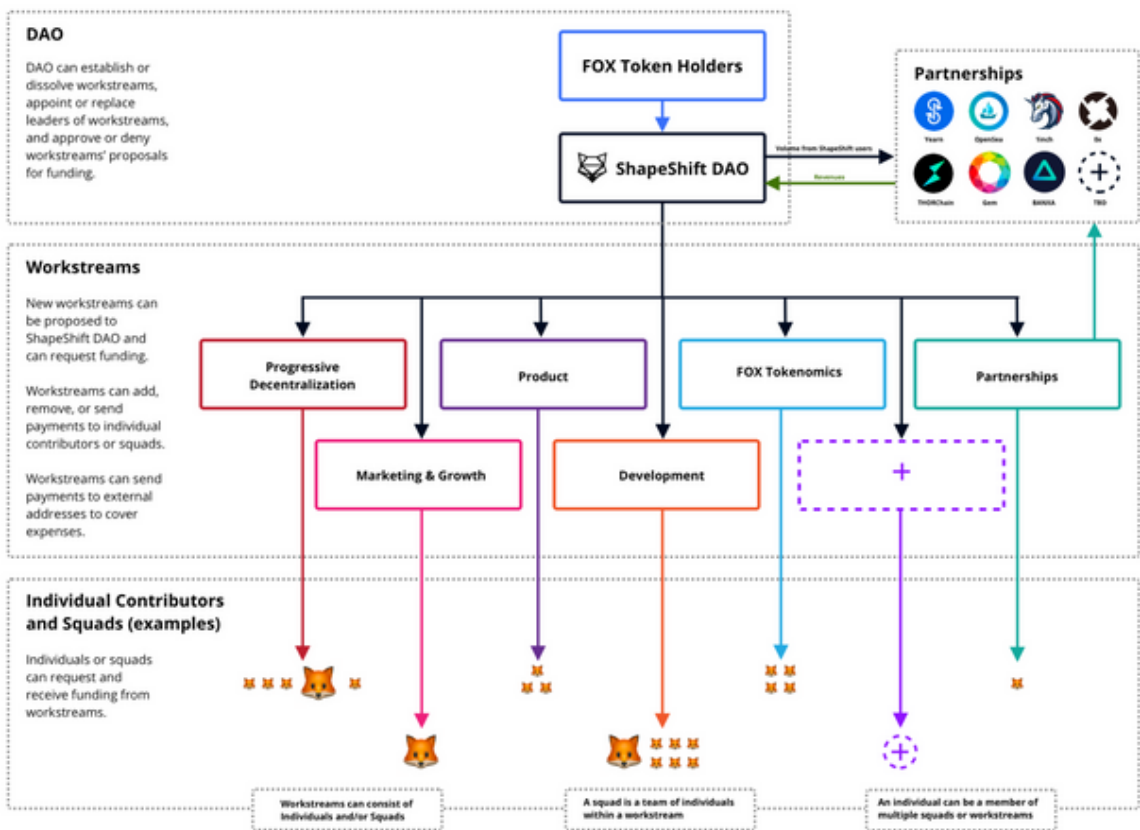 DAO
DAO can establish or
dissolve workstreams,
appoint or replace
leaders of workstreams,
and approve or deny
workstreams' proposals
for funding.
FOX Token Holders
ShapeShift DAO
Volume from ShapeShift users
Revenues
Partnerships
Yearn
OpenSea
1inch
0x
THORChain
Gem
BANXA
TBD
Workstreams
New workstreams can
be proposed to
ShapeShift DAO and
can request funding.
Workstreams can add,
remove, or send
payments to individual
contributors or squads.
Workstreams can send
payments to external
addresses to cover
expenses.
Progressive
Decentralization
Product
FOX Tokenomics
Partnerships
Marketing & Growth
Development
+
Individual Contributors
and Squads (examples)
Individuals or squads
can request and
receive funding from
workstreams.
+
Workstreams can consist of
Individuals and/or Squads
A squad is a team of individuals
within a workstream
An individual can be a member of
multiple squads or workstreams